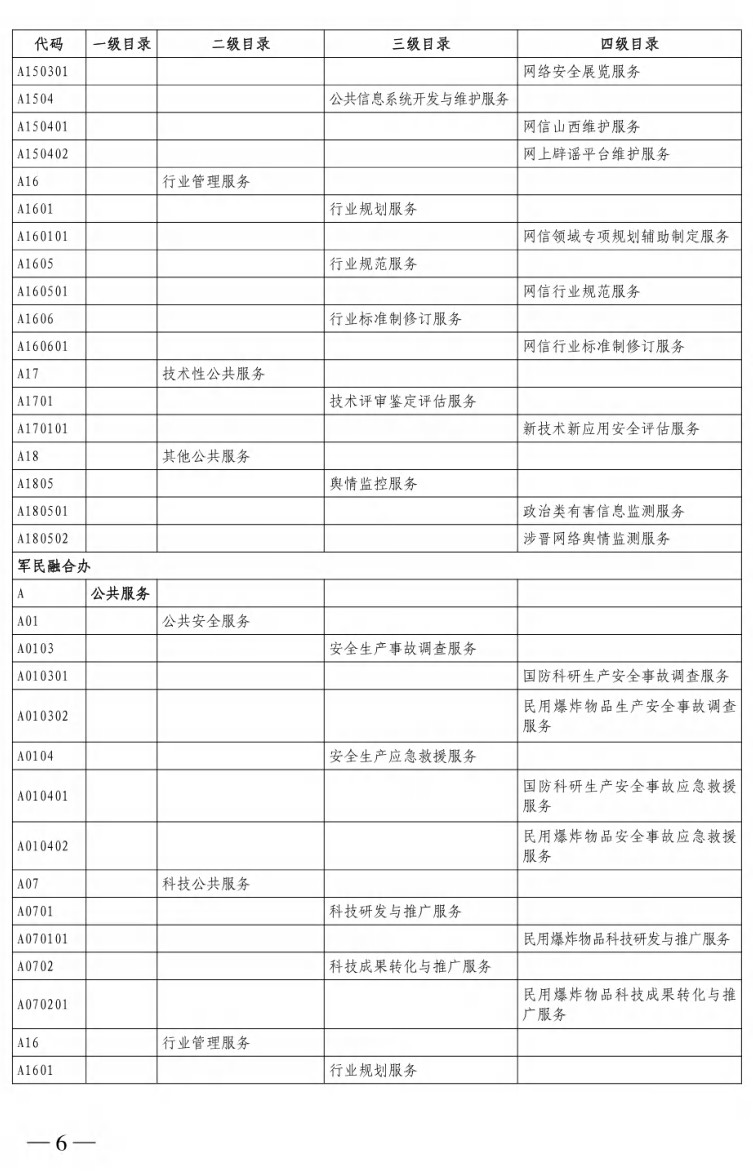 代码 一级目录 二级目录 三级目录 四级目录
A150301 网络安全展览服务
A1504 公共信息系统开发与维护服务
A150401 网信山西维护服务
A150402 网上辟谣平台维护服务
A16 行业管理服务
A1601 行业规划服务
A160101 网信领域专项规划辅助制定服务
A1605 行业规范服务
A160501 网信行业规范服务
A1606 行业标准制修订服务
A160601 网信行业标准制修订服务
A17 技术性公共服务
A1701 技术评审鉴定评估服务
A170101 新技术新应用安全评估服务
A18 其他公共服务
A1805 舆情监控服务
A180501 政治类有害信息监测服务
A180502 涉晋网络舆情监测服务
军民融合办
A 公共服务
A01 公共安全服务
A0103 安全生产事故调查服务
A010301 国防科研生产安全事故调查服务
A010302 民用爆炸物品生产安全事故调查
服务
A0104 安全生产应急救援服务
A010401 国防科研生产安全事故应急救援
服务
A010402 民用爆炸物品安全事故应急救援
服务
A07 科技公共服务
A0701 科技研发与推广服务
A070101 民用爆炸物品科技研发与推广服务
A0702 科技成果转化与推广服务
A070201 民用爆炸物品科技成果转化与推
广服务
A16 行业管理服务
A1601 行业规划服务
— 6 —